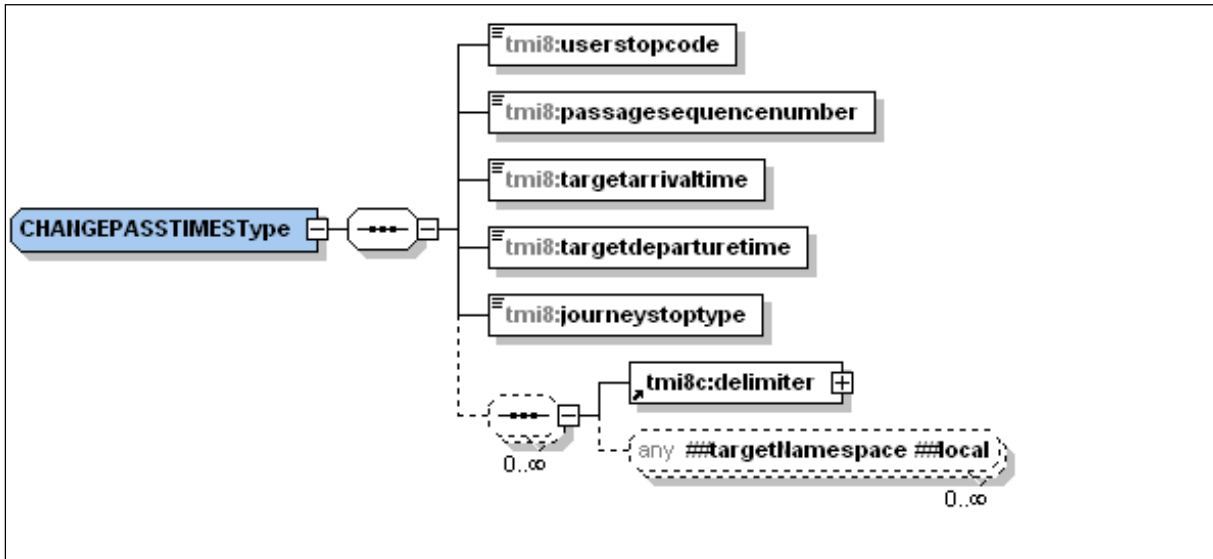 tmi8:userstopcode
tmi8:passagesequencenumber
tmi8:targetarrivaltime
CHANGEPASSTIMESType
tmi8:targetdeparturetime
tmi8:journeystoptype
tmi8c:delimiter
0..∞
any ##targetNamespace ##local
0..∞